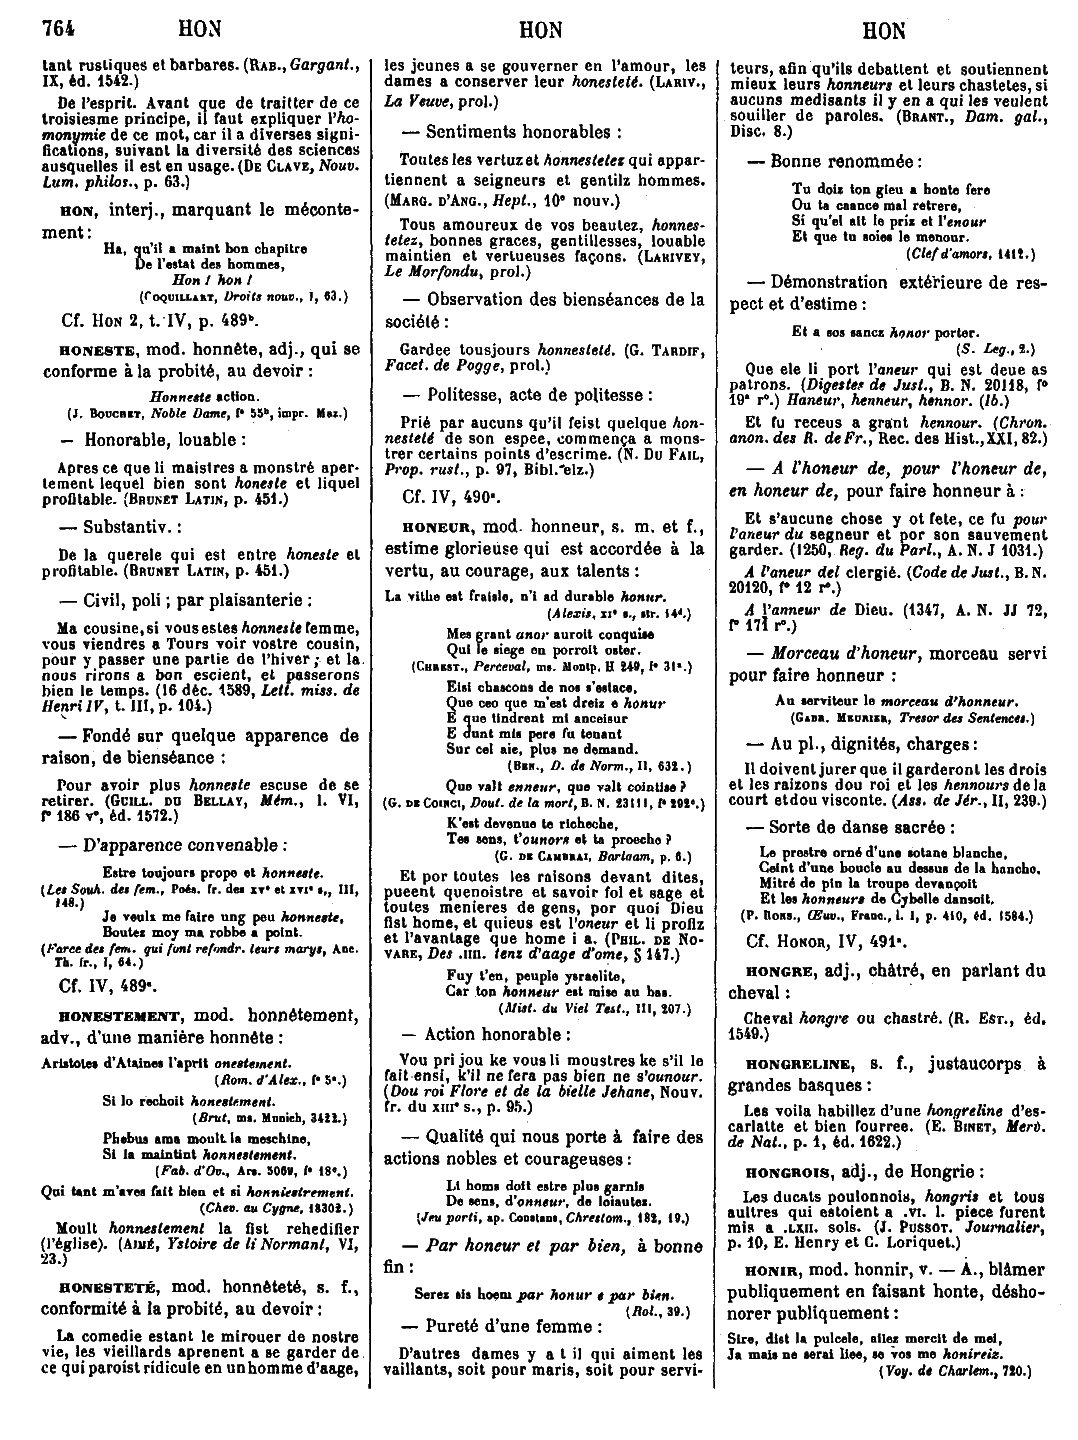 764 HON HON HON
tant rustiques et barbares. (RAB., Gargant.,
IX, éd. 1542.)
De l'esprit. Avant que de traitter de ce
troisiesme principe, il faut expliquer l'ho-
monymie de ce mot, car il a diverses signi-
fications, suivant la diversité des sciences
ausquelles il est en usage. (DE CLAVE, Nouv.
Lum. philos., p. 63.)
HON, interj., marquant le méconte-
ment :
Ha, qu'il a maint bon chapitre
De l'estat des hommes,
Hon ! hon !
(COQUILLART, Droits nouv., I, 63.)
Cf. HON 2, t. IV, p. 489ᵇ.
HONESTE, mod. honnête, adj., qui se
conforme à la probité, au devoir :
Honneste action.
(J. BOUCHET, Noble Dame, f° 55ᵇ, impr. Maz.)
— Honorable, louable :
Apres ce que li maistres a monstré aper-
tement lequel bien sont honeste et liquel
profitable. (BRUNET LATIN, p. 451.)
— Substantiv. :
De la querele qui est entre honeste et
profitable. (BRUNET LATIN, p. 451.)
— Civil, poli ; par plaisanterie :
Ma cousine, si vous estes honneste femme,
vous viendres a Tours voir vostre cousin,
pour y passer une partie de l'hiver ; et la
nous rirons a bon escient, et passerons
bien le temps. (16 déc. 1589, Lett. miss. de
Henri IV, t. III, p. 104.)
— Fondé sur quelque apparence de
raison, de bienséance :
Pour avoir plus honneste escuse de se
retirer. (GUILL. DU BELLAY, Mém., l. VI,
f° 186 v°, éd. 1572.)
— D'apparence convenable :
Estre toujours prope et honneste.
(Les Souh. des fem., Poés. fr. des XVᵉ et XVIᵉ s., III,
148.)
Je veulx me faire ung peu honneste,
Boutez moy ma robbe a point.
(Farce des fem. qui font refondr. leurs marys, Anc.
Th. fr., I, 64.)
Cf. IV, 489ᵃ.
HONESTEMENT, mod. honnêtement,
adv., d'une manière honnête :
Aristotes d'Ataines l'aprit onestement.
(Rom. d'Alex., f° 5ᵃ.)
Si lo rechoit honestement.
(Brut, ms. Munich, 3422.)
Phebus ama moult la meschine,
Si la maintint honnestement.
(Fab. d'Ov., Ars. 5069, f° 18ᵃ.)
Qui tant m'aves fait bien et si honniestrement.
(Chev. au Cygne, 18302.)
Moult honnestement la fist rehedifier
(l'église). (AIMÉ, Ystoire de li Normant, VI,
23.)
HONESTETÉ, mod. honnêteté, s. f.,
conformité à la probité, au devoir :
La comedie estant le mirouer de nostre
vie, les vieillards aprenent a se garder de
ce qui paroist ridicule en un homme d'aage,
les jeunes a se gouverner en l'amour, les
dames a conserver leur honesteté. (LARIV.,
La Veuve, prol.)
— Sentiments honorables :
Toutes les vertuz et honnestetez qui appar-
tiennent a seigneurs et gentilz hommes.
(MARG. D'ANG., Hept., 10ᵉ nouv.)
Tous amoureux de vos beautez, honnes-
tetez, bonnes graces, gentillesses, louable
maintien et vertueuses façons. (LARIVEY,
Le Morfondu, prol.)
— Observation des bienséances de la
société :
Gardee tousjours honnesteté. (G. TARDIF,
Facet. de Pogge, prol.)
— Politesse, acte de politesse :
Prié par aucuns qu'il feist quelque hon-
nesteté de son espee, commença a mons-
trer certains points d'escrime. (N. DU FAIL,
Prop. rust., p. 97, Bibl. elz.)
Cf. IV, 490ᵃ.
HONEUR, mod. honneur, s. m. et f.,
estime glorieuse qui est accordée à la
vertu, au courage, aux talents :
La vithe est fraisle, n'i ad durable honur.
(Alexis, XIᵉ s., str. 14ᵈ.)
Mes grant anor auroit conquise
Qui le siege en porroit oster.
(CHREST., Perceval, ms. Montp. H 249, f° 31ᵃ.)
Eisi chascons de nos s'eslace,
Que ceo que m'est dreiz e honur
E que tindrent mi anceisur
E dunt mis pere fu tenant
Sur cel aie, plus ne demand.
(BEN., D. de Norm., II, 632.)
Que valt enneur, que valt cointise ?
(G. DE COINCI, Dout. de la mort, B. N. 23111, f° 292ᵃ.)
K'est devenue te richeche,
Tes sens, t'ounors et ta proeche ?
(G. DE CAMBRAI, Barlaam, p. 6.)
Et por toutes les raisons devant dites,
pueent quenoistre et savoir fol et sage et
toutes menieres de gens, por quoi Dieu
fist home, et quieus est l'oneur et li profiz
et l'avantage que home i a. (PHIL. DE NO-
VARE, Des .IIII. tenz d'aage d'ome, § 147.)
Fuy t'en, peuple ysraelite,
Car ton honneur est mise au bas.
(Mist. du Viel Test., III, 207.)
— Action honorable :
Vou pri jou ke vous li moustres ke s'il le
fait ensi, k'il ne fera pas bien ne s'ounour.
(Dou roi Flore et de la bielle Jehane, Nouv.
fr. du XIIIᵉ s., p. 95.)
— Qualité qui nous porte à faire des
actions nobles et courageuses :
Li homs doit estre plus garnis
De sens, d'onneur, de loiautez.
(Jeu parti, ap. Constans, Chrestom., 182, 19.)
— Par honeur et par bien, à bonne
fin :
Serez sis hoem par honur e par bien.
(Rol., 39.)
— Pureté d'une femme :
D'autres dames y a t il qui aiment les
vaillants, soit pour maris, soit pour servi-
teurs, afin qu'ils debattent et soutiennent
mieux leurs honneurs et leurs chastetes, si
aucuns medisants il y en a qui les veulent
souiller de paroles. (BRANT., Dam. gal.,
Disc. 8.)
— Bonne renommée :
Tu doiz ton gieu a honte fere
Ou ta caance mal retrere,
Si qu'el ait le prix et l'enour
Et que tu soies le menour.
(Clef d'amors, 1412.)
— Démonstration extérieure de res-
pect et d'estime :
Et a sos sancz honor porter.
(S. Leg., 2.)
Que ele li port l'aneur qui est deue as
patrons. (Digestes de Just., B. N. 20118, f°
19ᵃ r°.) Haneur, henneur, hennor. (Ib.)
Et fu receus a grant hennour. (Chron.
anon. des R. de Fr., Rec. des Hist., XXI, 82.)
— A l'honeur de, pour l'honeur de,
en honeur de, pour faire honneur à :
Et s'aucune chose y ot fete, ce fu pour
l'aneur du segneur et por son sauvement
garder. (1250, Reg. du Parl., A. N. J 1031.)
A l'aneur del clergié. (Code de Just., B. N.
20120, f° 12 r°.)
A l'anneur de Dieu. (1347, A. N. JJ 72,
f° 171 r°.)
— Morceau d'honeur, morceau servi
pour faire honneur :
Au serviteur le morceau d'honneur.
(GABR. MEURIER, Tresor des Sentences.)
— Au pl., dignités, charges :
Il doivent jurer que il garderont les drois
et les raizons dou roi et les hennours de la
court et dou visconte. (Ass. de Jér., II, 239.)
— Sorte de danse sacrée :
Le prestre orné d'une sotane blanche,
Ceint d'une boucle au dessus de la hanche,
Mitré de pin la troupe devançoit
Et les honneurs de Cybelle dansoit.
(P. RONS., Œuv., Franc., l. I, p. 410, éd. 1584.)
Cf. HONOR, IV, 491ᵃ.
HONGRE, adj., châtré, en parlant du
cheval :
Cheval hongre ou chastré. (R. EST., éd.
1549.)
HONGRELINE, s. f., justaucorps à
grandes basques :
Les voila habillez d'une hongreline d'es-
carlatte et bien fourree. (E. BINET, Merv.
de Nat., p. 1, éd. 1622.)
HONGROIS, adj., de Hongrie :
Les ducats poulonnois, hongris et tous
aultres qui estoient a .VI. l. piece furent
mis a .LXII. sols. (J. PUSSOT, Journalier,
p. 10, E. Henry et C. Loriquet.)
HONIR, mod. honnir, v. — A., blâmer
publiquement en faisant honte, désho-
norer publiquement :
Sire, dist la pulcele, aliez mercit de mei,
Ja mais ne serai liee, se vos me honireiz.
(Voy. de Charlem., 720.)